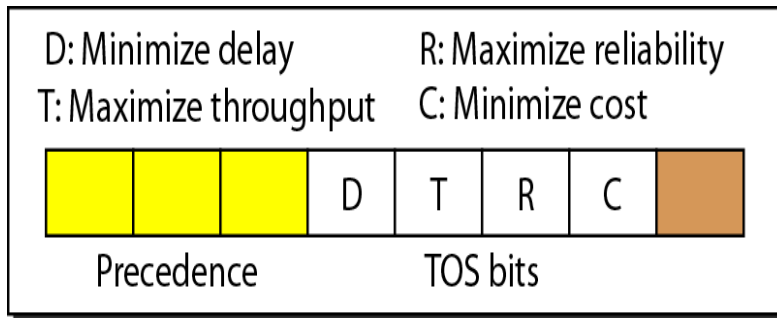 D: Minimize delay R: Maximize reliability
T: Maximize throughput C: Minimize cost
D T R C
Precedence TOS bits